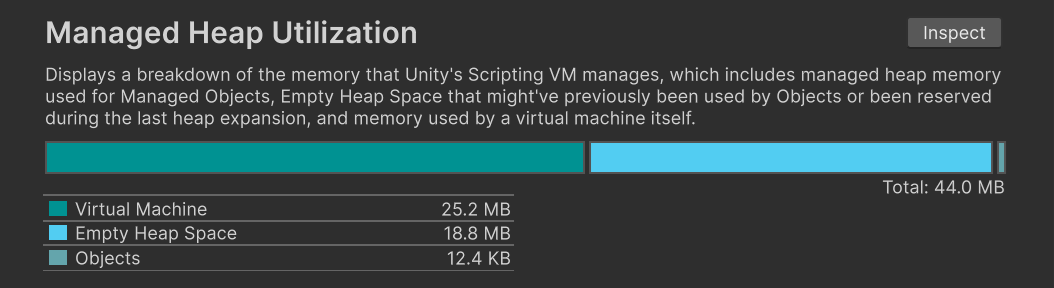 Managed Heap Utilization
Inspect
Displays a breakdown of the memory that Unity's Scripting VM manages, which includes managed heap memory
used for Managed Objects, Empty Heap Space that might've previously been used by Objects or been reserved
during the last heap expansion, and memory used by a virtual machine itself.
Total: 44.0 MB
Virtual Machine 25.2 MB
Empty Heap Space 18.8 MB
Objects 12.4 KB